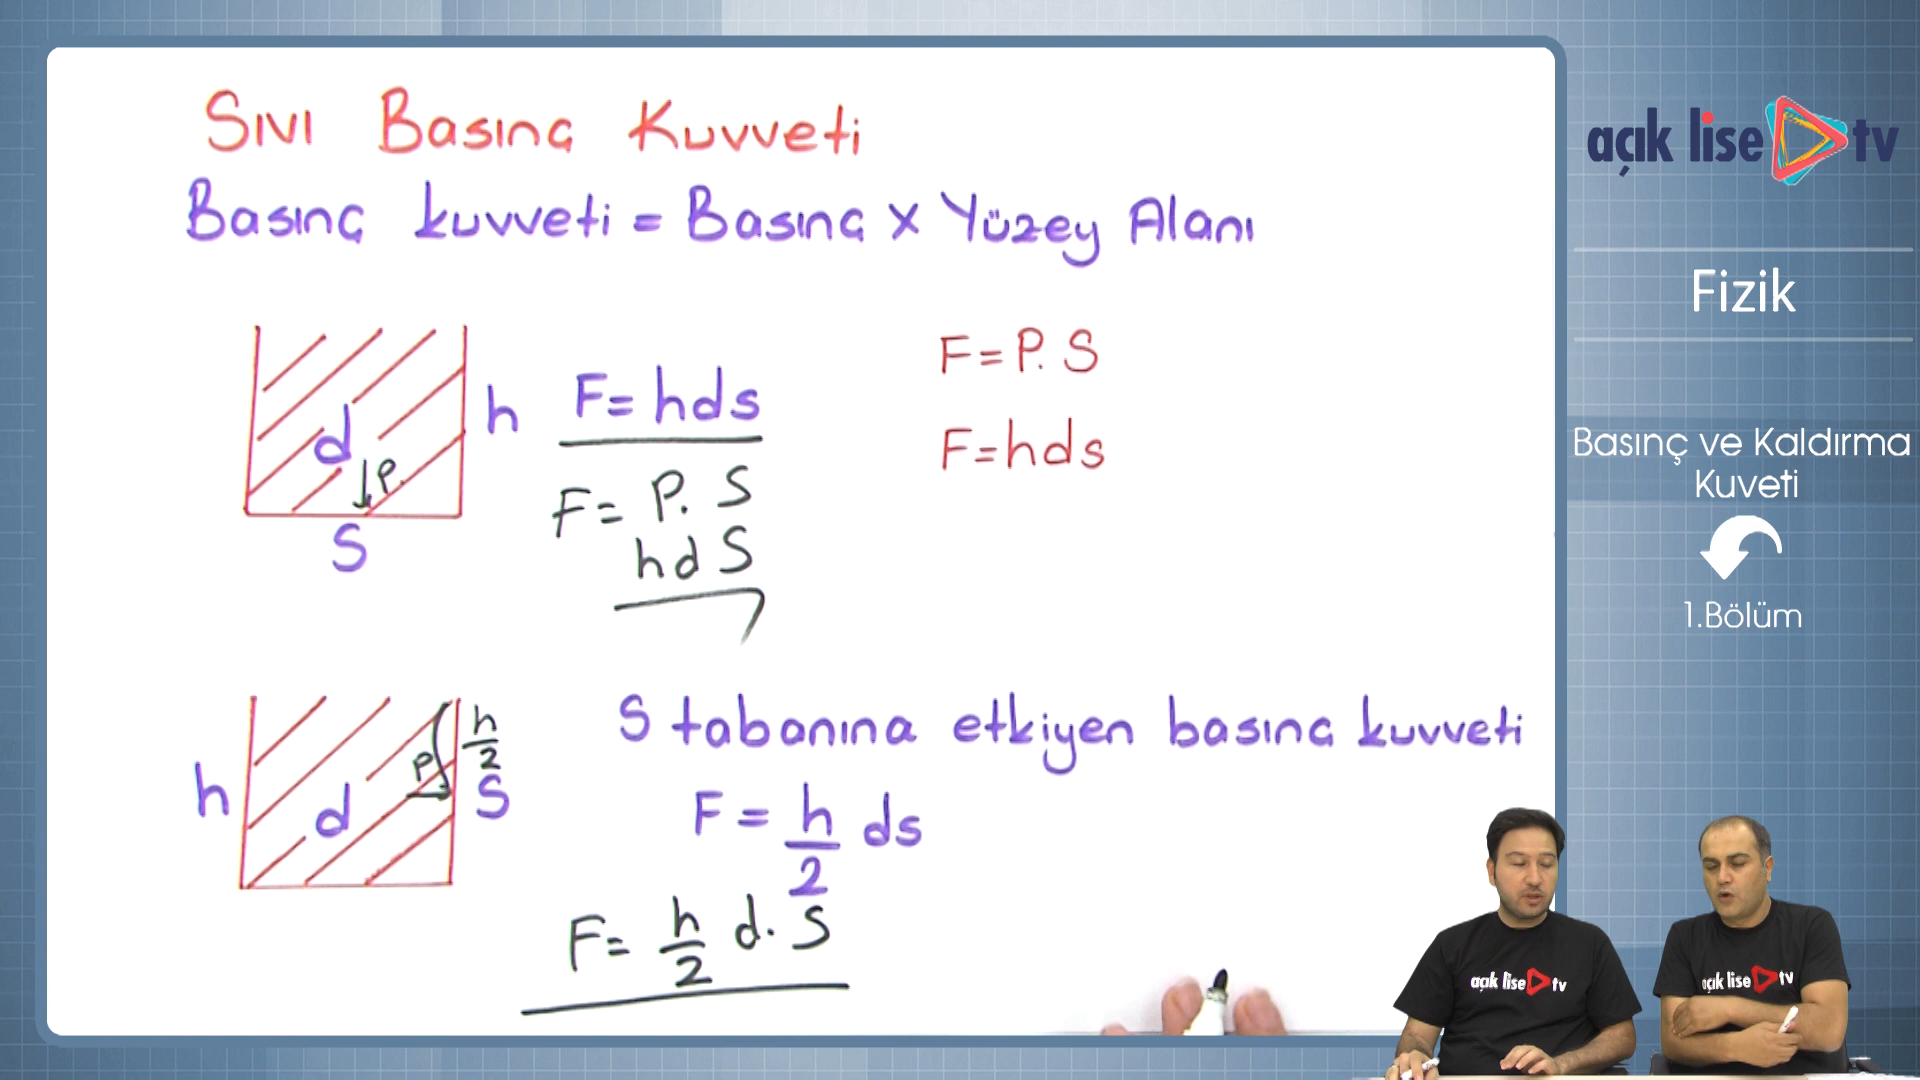 Sıvı Basınç Kuvveti
Basınç kuvveti = Basınç x Yüzey Alanı
F = P. S
F = hds
h
F = hds
d
P.
F = P. S
hdS
S
h
2
P
S tabanına etkiyen basınç kuvveti
h
d
S
F = h/2 ds
F = h/2 d. S
açık lise tv
Fizik
Basınç ve Kaldırma
Kuveti
1.Bölüm
açık lise tv
açık lise tv